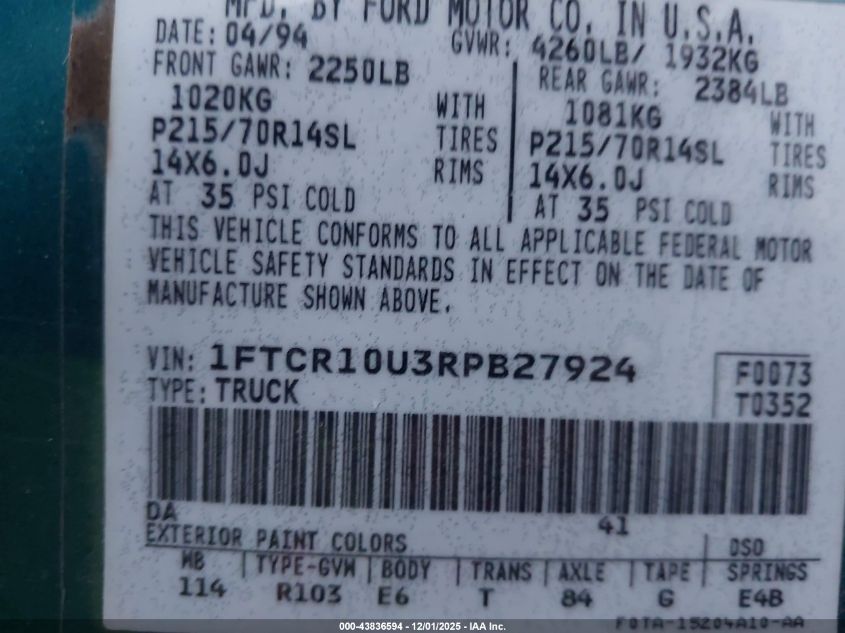 MFD. BY FORD MOTOR CO. IN U.S.A.
DATE: 04/94 GVWR: 4260LB/ 1932KG
FRONT GAWR: 2250LB REAR GAWR: 2384LB
1020KG WITH 1081KG WITH
P215/70R14SL TIRES P215/70R14SL TIRES
14X6.0J RIMS 14X6.0J RIMS
AT 35 PSI COLD AT 35 PSI COLD
THIS VEHICLE CONFORMS TO ALL APPLICABLE FEDERAL MOTOR
VEHICLE SAFETY STANDARDS IN EFFECT ON THE DATE OF
MANUFACTURE SHOWN ABOVE.
VIN: 1FTCR10U3RPB27924 F0073
TYPE: TRUCK T0352
DA 41
EXTERIOR PAINT COLORS DSO
WB TYPE-GVW BODY TRANS AXLE TAPE SPRINGS
114 R103 E6 T 84 G E4B
F0TA-15204A10-AA
000-43836594 - 12/01/2025 - IAA Inc.